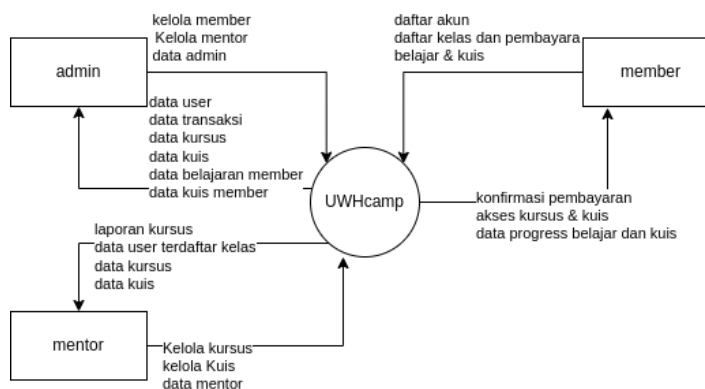 kelola member
Kelola mentor
data admin
admin
data user
data transaksi
data kursus
data kuis
data belajaran member
data kuis member
daftar akun
daftar kelas dan pembayara
belajar & kuis
member
UWHcamp
konfirmasi pembayaran
akses kursus & kuis
data progress belajar dan kuis
laporan kursus
data user terdaftar kelas
data kursus
data kuis
mentor
Kelola kursus
kelola Kuis
data mentor